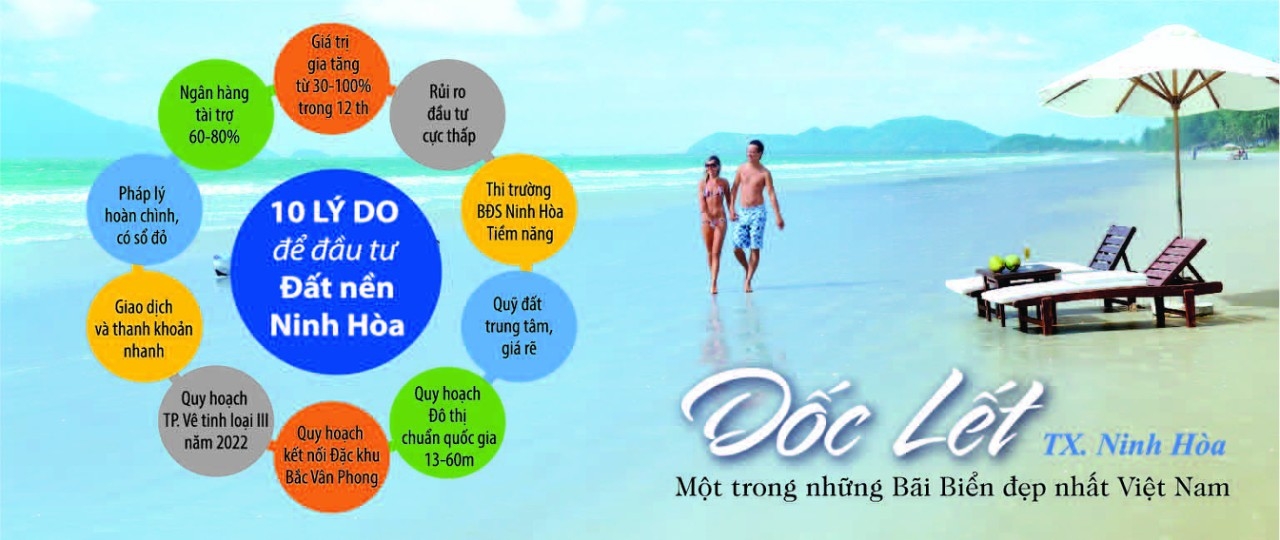 10 LÝ DO
để đầu tư
Đất nền
Ninh Hòa
Giá trị
gia tăng
từ 30-100%
trong 12 th
Rủi ro
đầu tư
cực thấp
Thi trường
BĐS Ninh Hòa
Tiềm năng
Quỹ đất
trung tâm,
giá rẽ
Quy hoạch
Đô thị
chuẩn quốc gia
13-60m
Quy hoạch
kết nối Đặc khu
Bắc Vân Phong
Quy hoạch
TP. Vê tinh loại III
năm 2022
Giao dịch
và thanh khoản
nhanh
Pháp lý
hoàn chình,
có sổ đỏ
Ngân hàng
tài trợ
60-80%
Dốc Lết
TX. Ninh Hòa
Một trong những Bãi Biển đẹp nhất Việt Nam